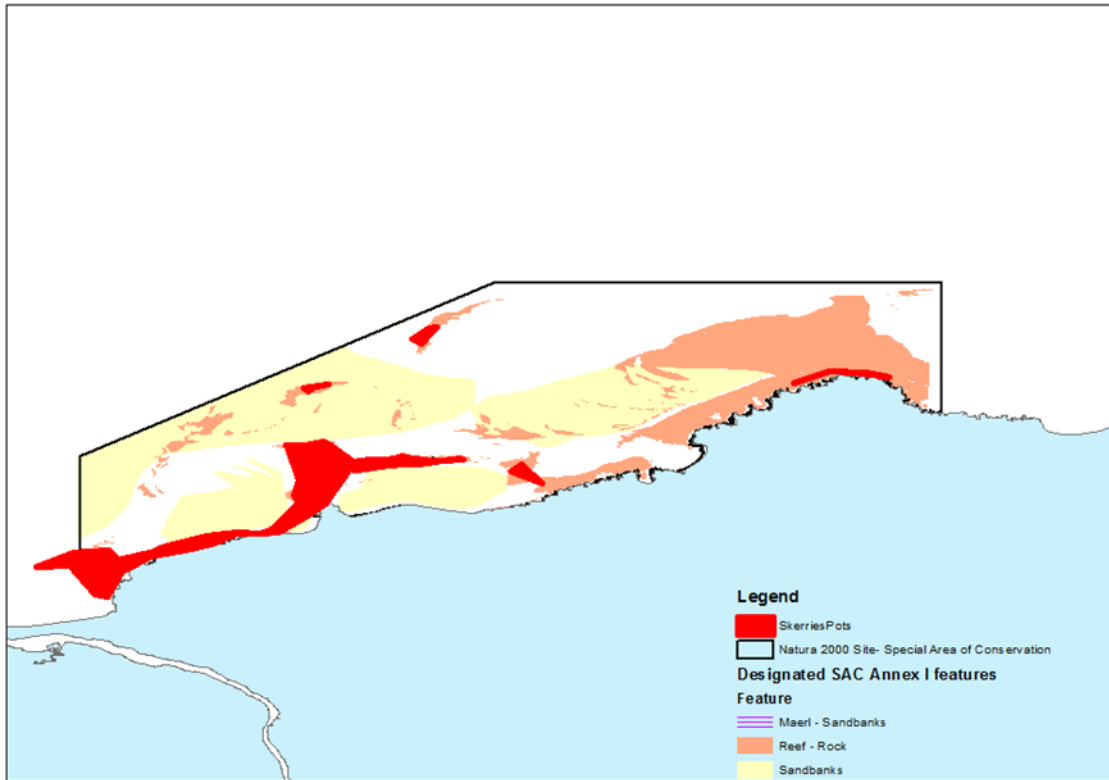 Legend
SkerriesPots
Natura 2000 Site- Special Area of Conservation
Designated SAC Annex I features
Feature
Maerl - Sandbanks
Reef - Rock
Sandbanks